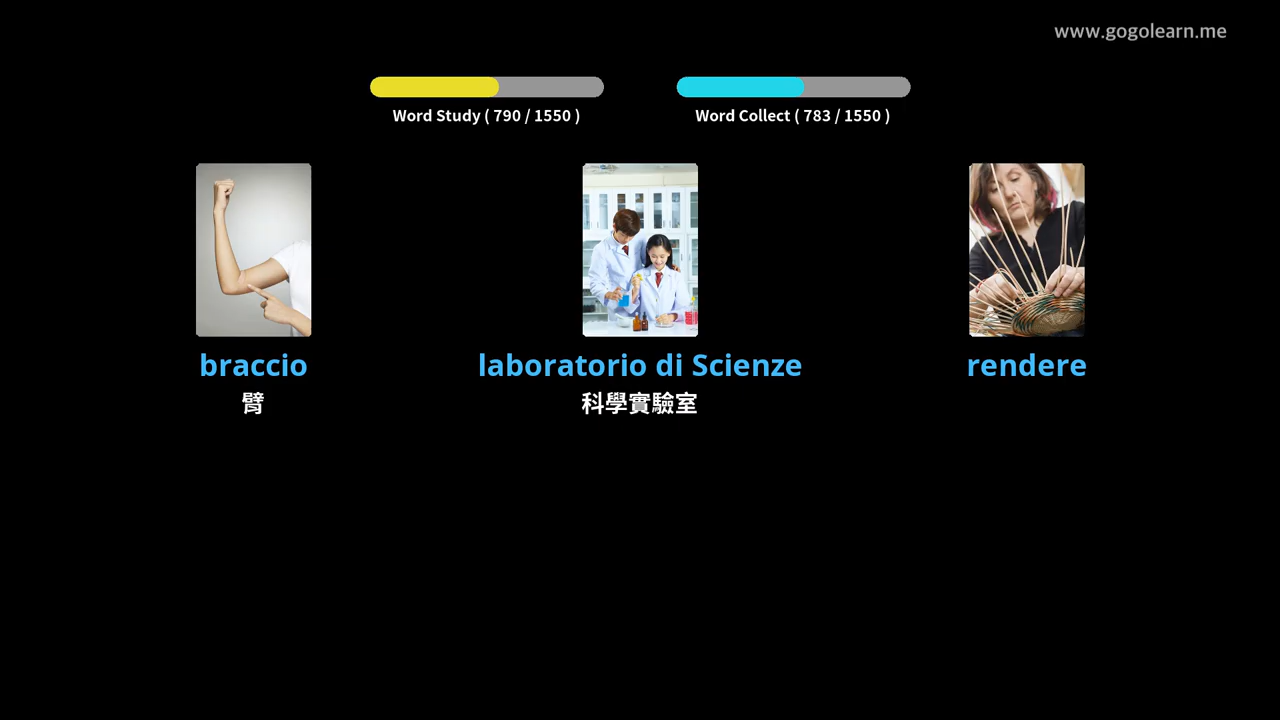 www.gogolearn.me
Word Study ( 790 / 1550 )
Word Collect ( 783 / 1550 )
braccio
臂
laboratorio di Scienze
科學實驗室
rendere